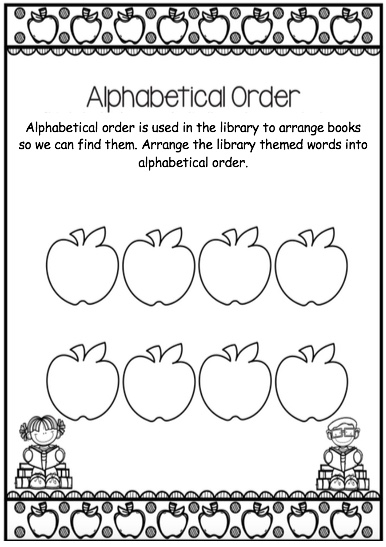 Alphabetical Order
Alphabetical order is used in the library to arrange books
so we can find them. Arrange the library themed words into
alphabetical order.